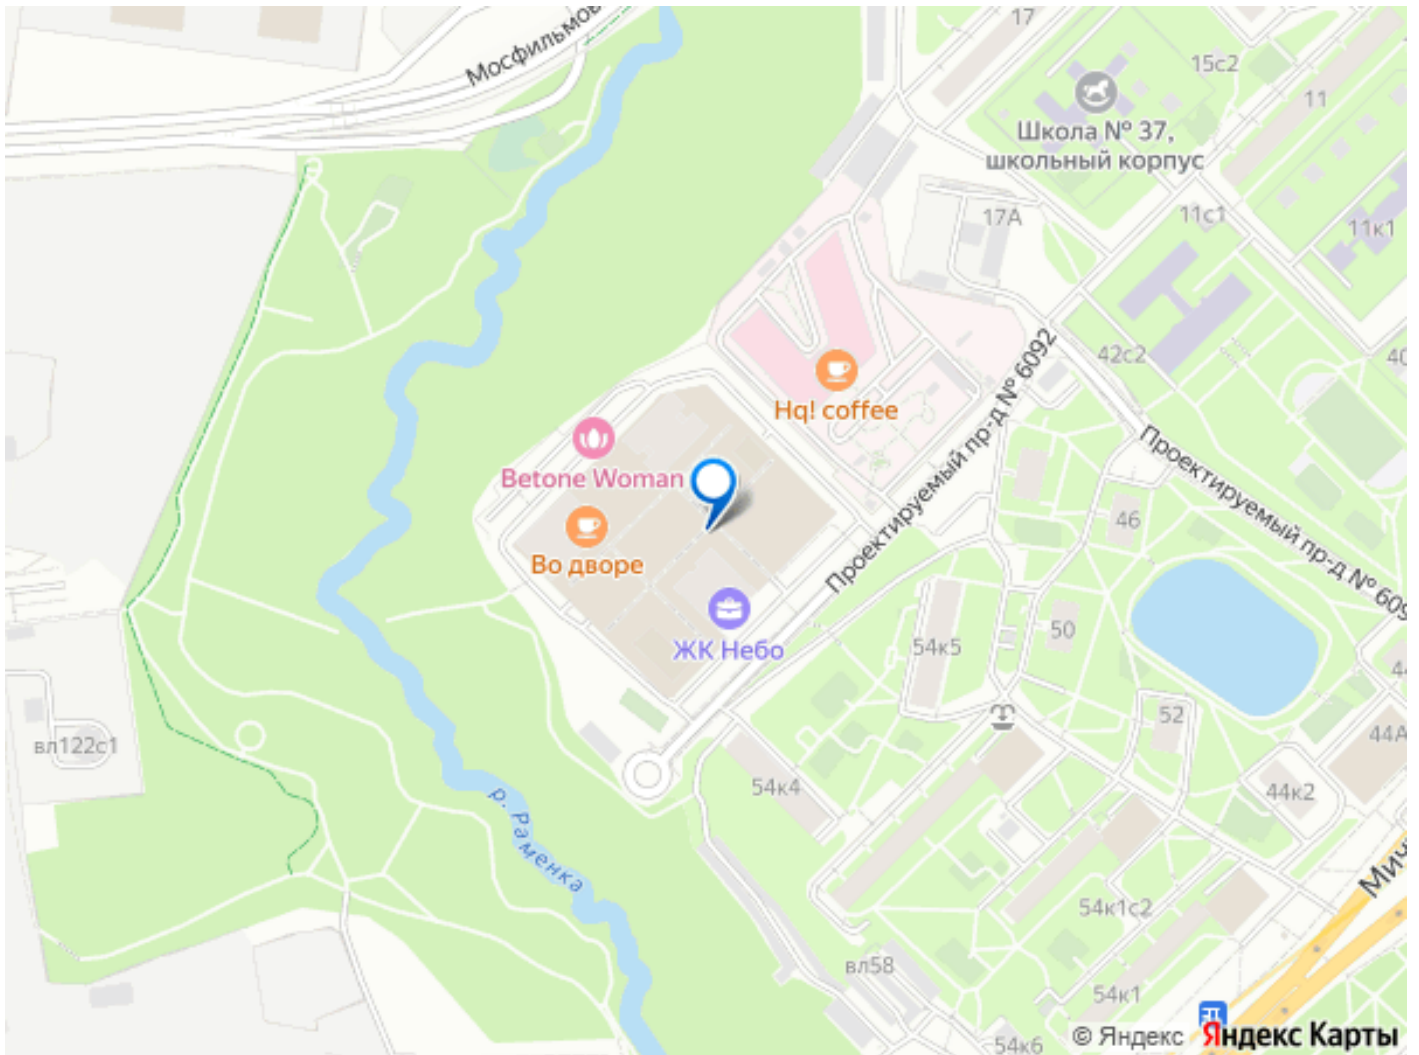 Мосфильмов
17
15с2
11
Школа № 37,
школьный корпус
17А
11с1
11к1
42с2
40
Hq! coffee
Проектируемый пр-д № 6092
Betone Woman
Проектируемый пр-д № 609
46
Во дворе
ЖК Небо
54к5
50
44
52
44А
вл122с1
54к4
44к2
р. Раменка
Мич
54к1с2
вл58
54к1
54к6
© Яндекс Яндекс Карты